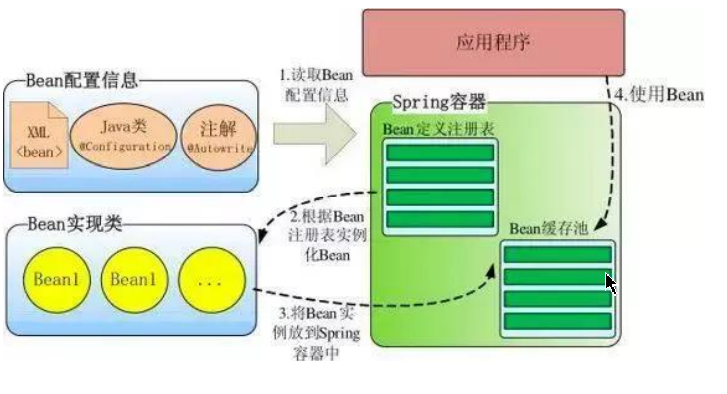 应用程序
Bean配置信息
XML
<bean>
Java类
@Configuration
注解
@Autowrite
1.读取Bean
配置信息
Spring容器
Bean定义注册表
4.使用Bean
2.根据Bean
注册表实例
化Bean
Bean实现类
Bean1
Bean1
...
Bean缓存池
3.将Bean实
例放到Spring
容器中